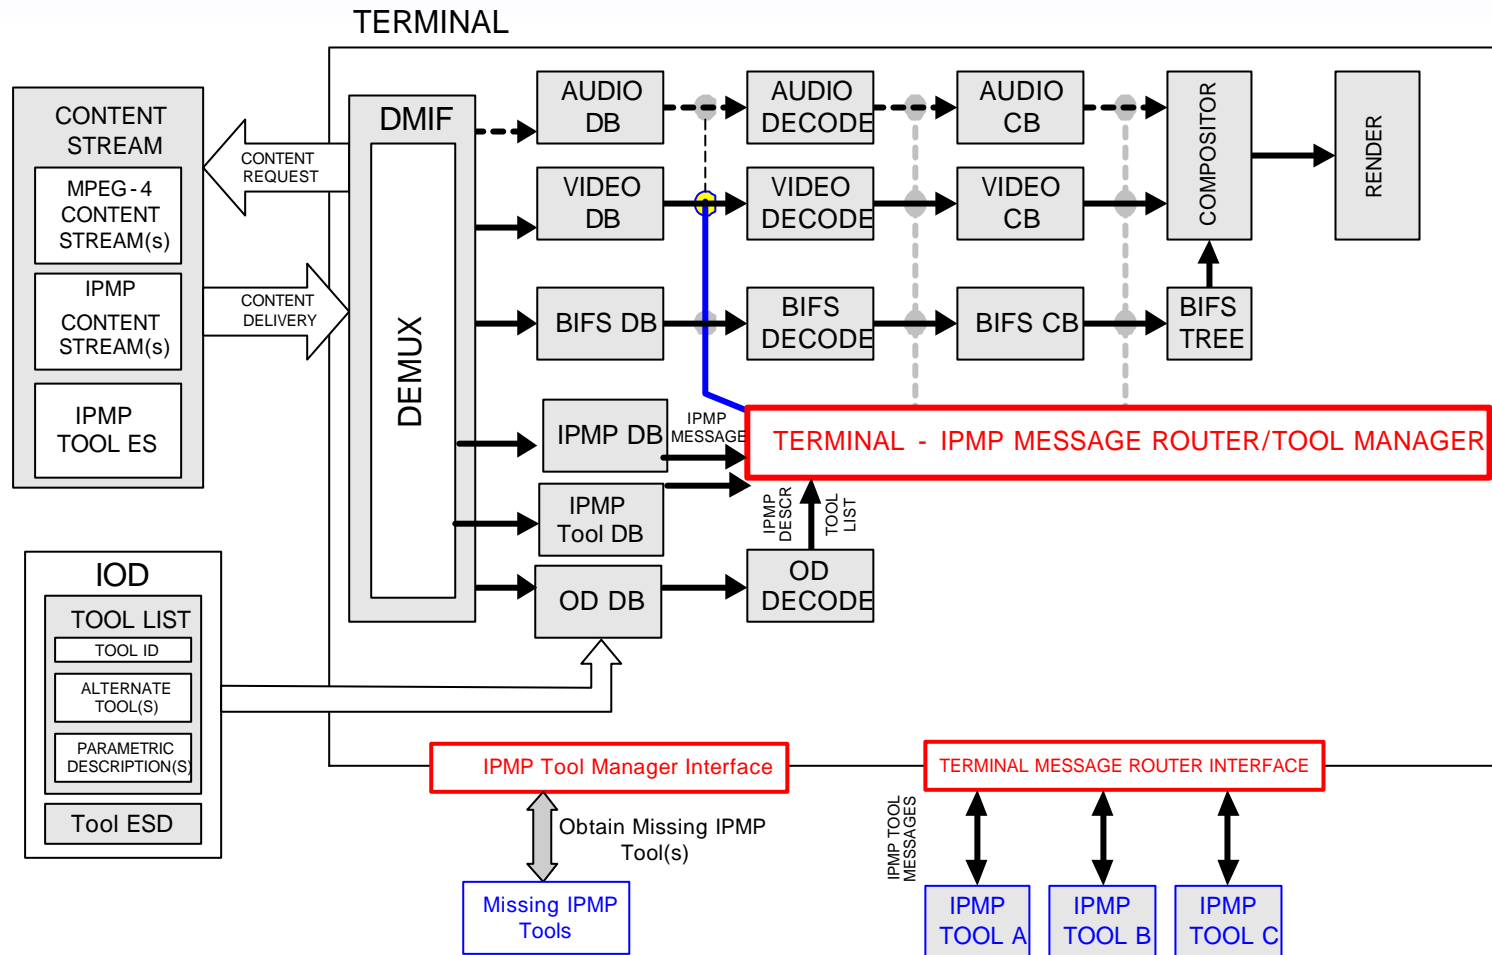 TERMINAL
CONTENT
STREAM
MPEG-4
CONTENT
STREAM(s)
IPMP
CONTENT
STREAM(s)
IPMP
TOOL ES
CONTENT
REQUEST
CONTENT
DELIVERY
DMIF
DEMUX
AUDIO
DB
AUDIO
DECODE
AUDIO
CB
VIDEO
DB
VIDEO
DECODE
VIDEO
CB
COMPOSITOR
RENDER
BIFS DB
BIFS
DECODE
BIFS CB
BIFS
TREE
IPMP DB
IPMP
MESSAGE
TERMINAL - IPMP MESSAGE ROUTER/TOOL MANAGER
IPMP
Tool DB
IPMP
DESCR
TOOL
LIST
OD DB
OD
DECODE
IOD
TOOL LIST
TOOL ID
ALTERNATE
TOOL(S)
PARAMETRIC
DESCRIPTION(S)
Tool ESD
IPMP Tool Manager Interface
TERMINAL MESSAGE ROUTER INTERFACE
Obtain Missing IPMP
Tool(s)
Missing IPMP
Tools
IPMP TOOL
MESSAGES
IPMP
TOOL A
IPMP
TOOL B
IPMP
TOOL C